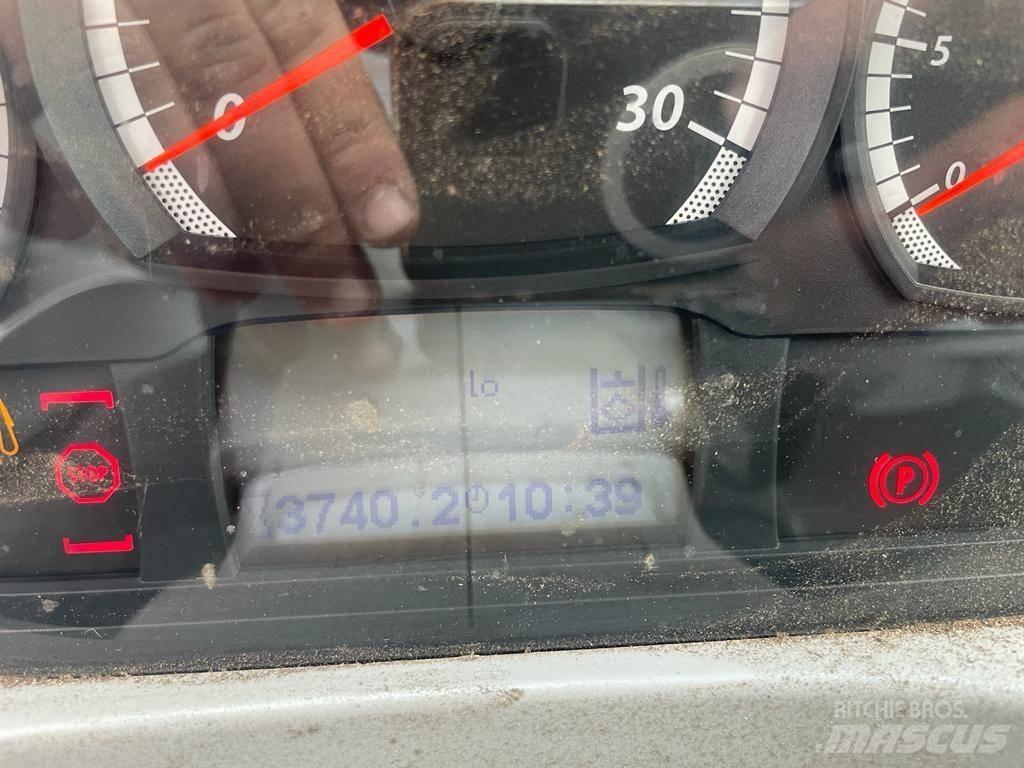 0
30
5
0
lo
STOP
3740.2 10:39
P
RITCHIE BROS.
MASCUS